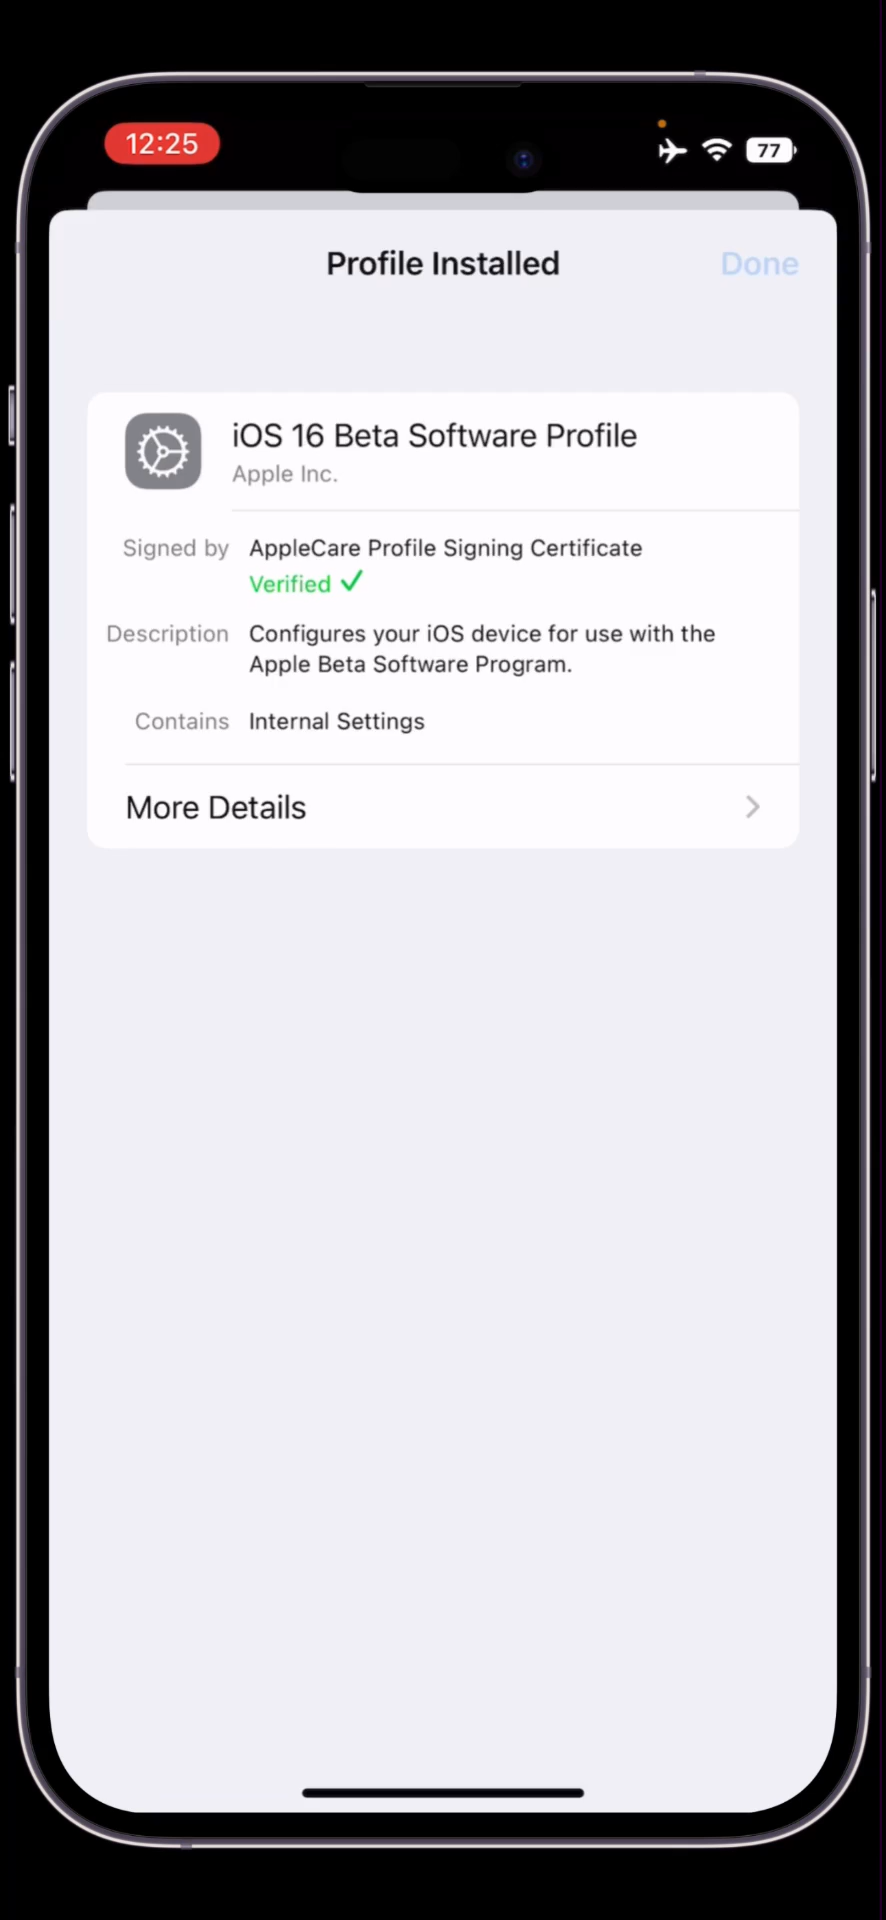 12:25
77
Profile Installed
Done
iOS 16 Beta Software Profile
Apple Inc.
Signed by AppleCare Profile Signing Certificate
Verified ✓
Description Configures your iOS device for use with the
Apple Beta Software Program.
Contains Internal Settings
More Details